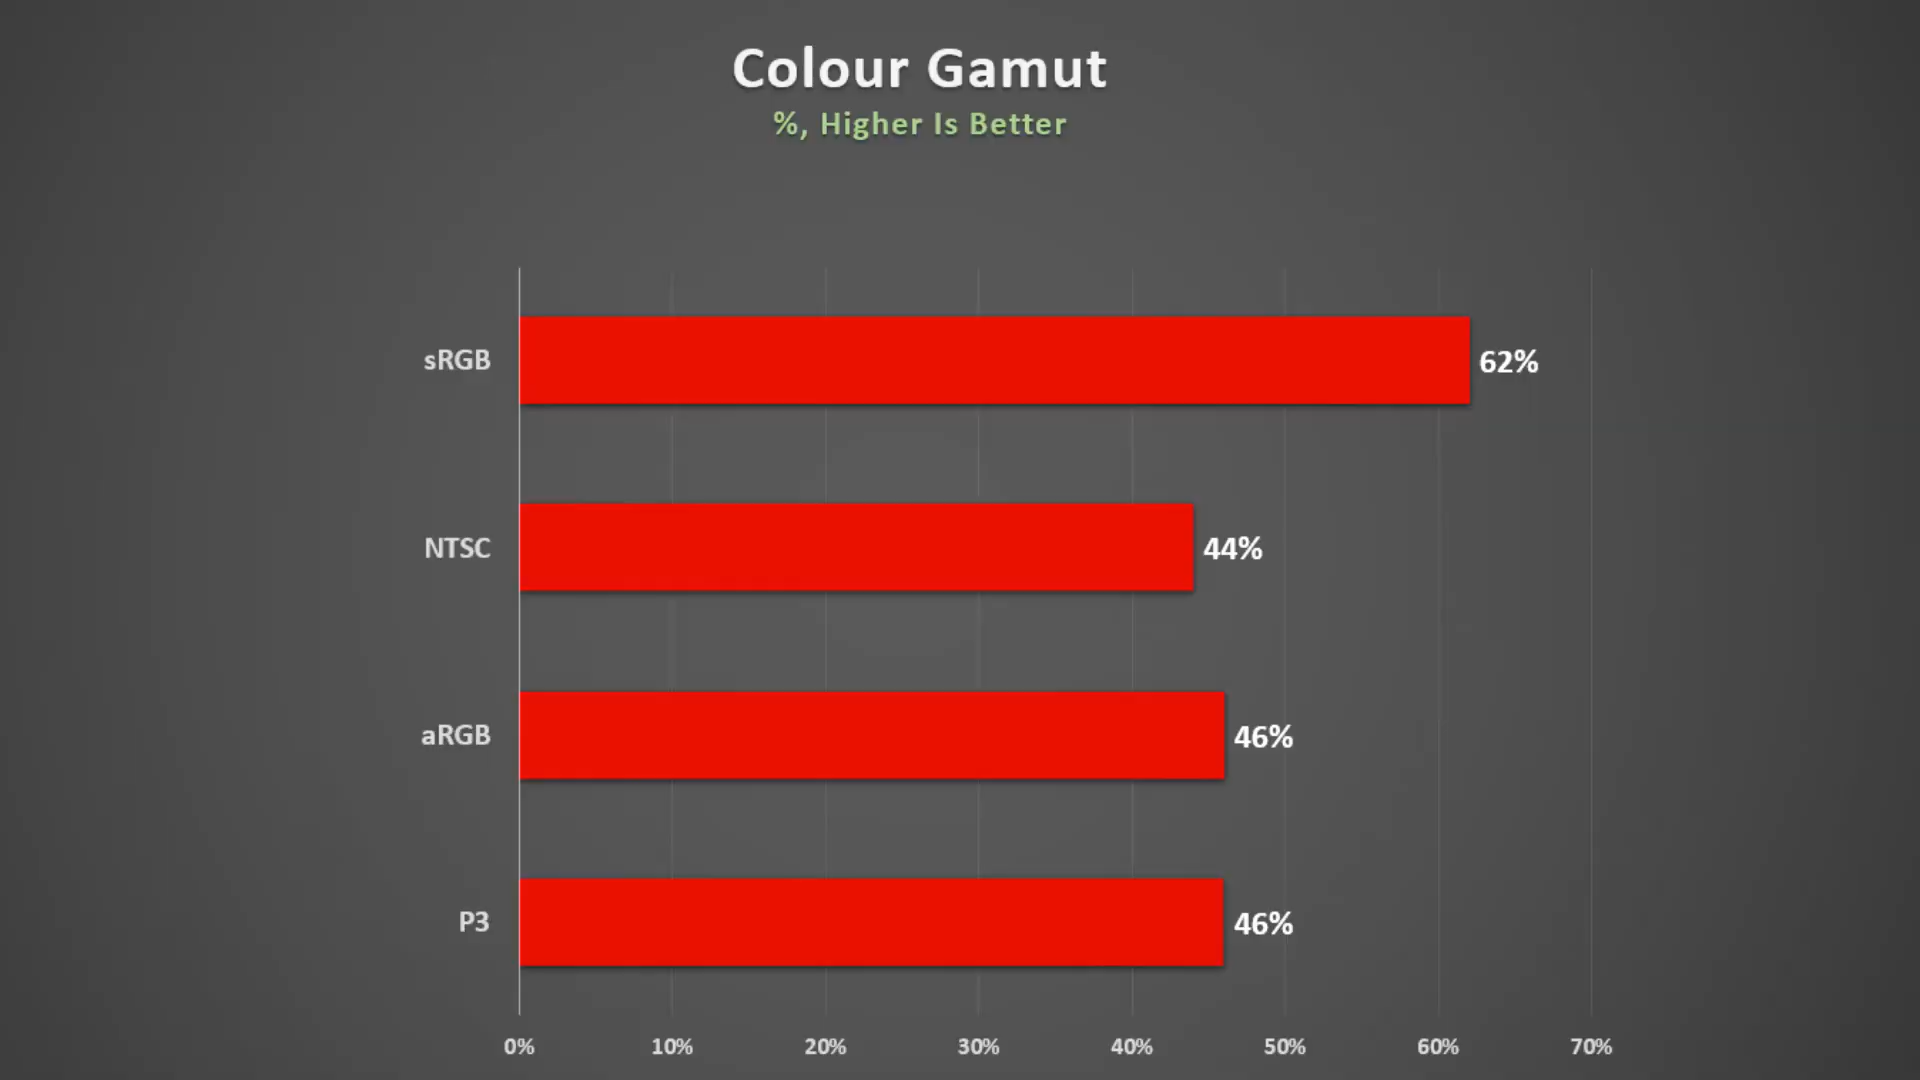 Colour Gamut
%, Higher Is Better
sRGB 62%
NTSC 44%
aRGB 46%
P3 46%
0% 10% 20% 30% 40% 50% 60% 70%